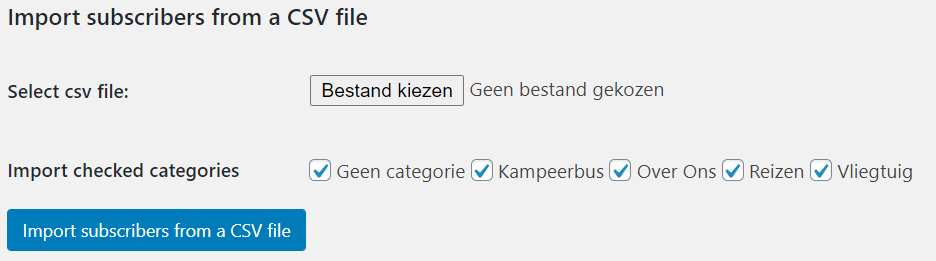 Import subscribers from a CSV file
Select csv file: Bestand kiezen Geen bestand gekozen
Import checked categories Geen categorie Kampeerbus Over Ons Reizen Vliegtuig
Import subscribers from a CSV file